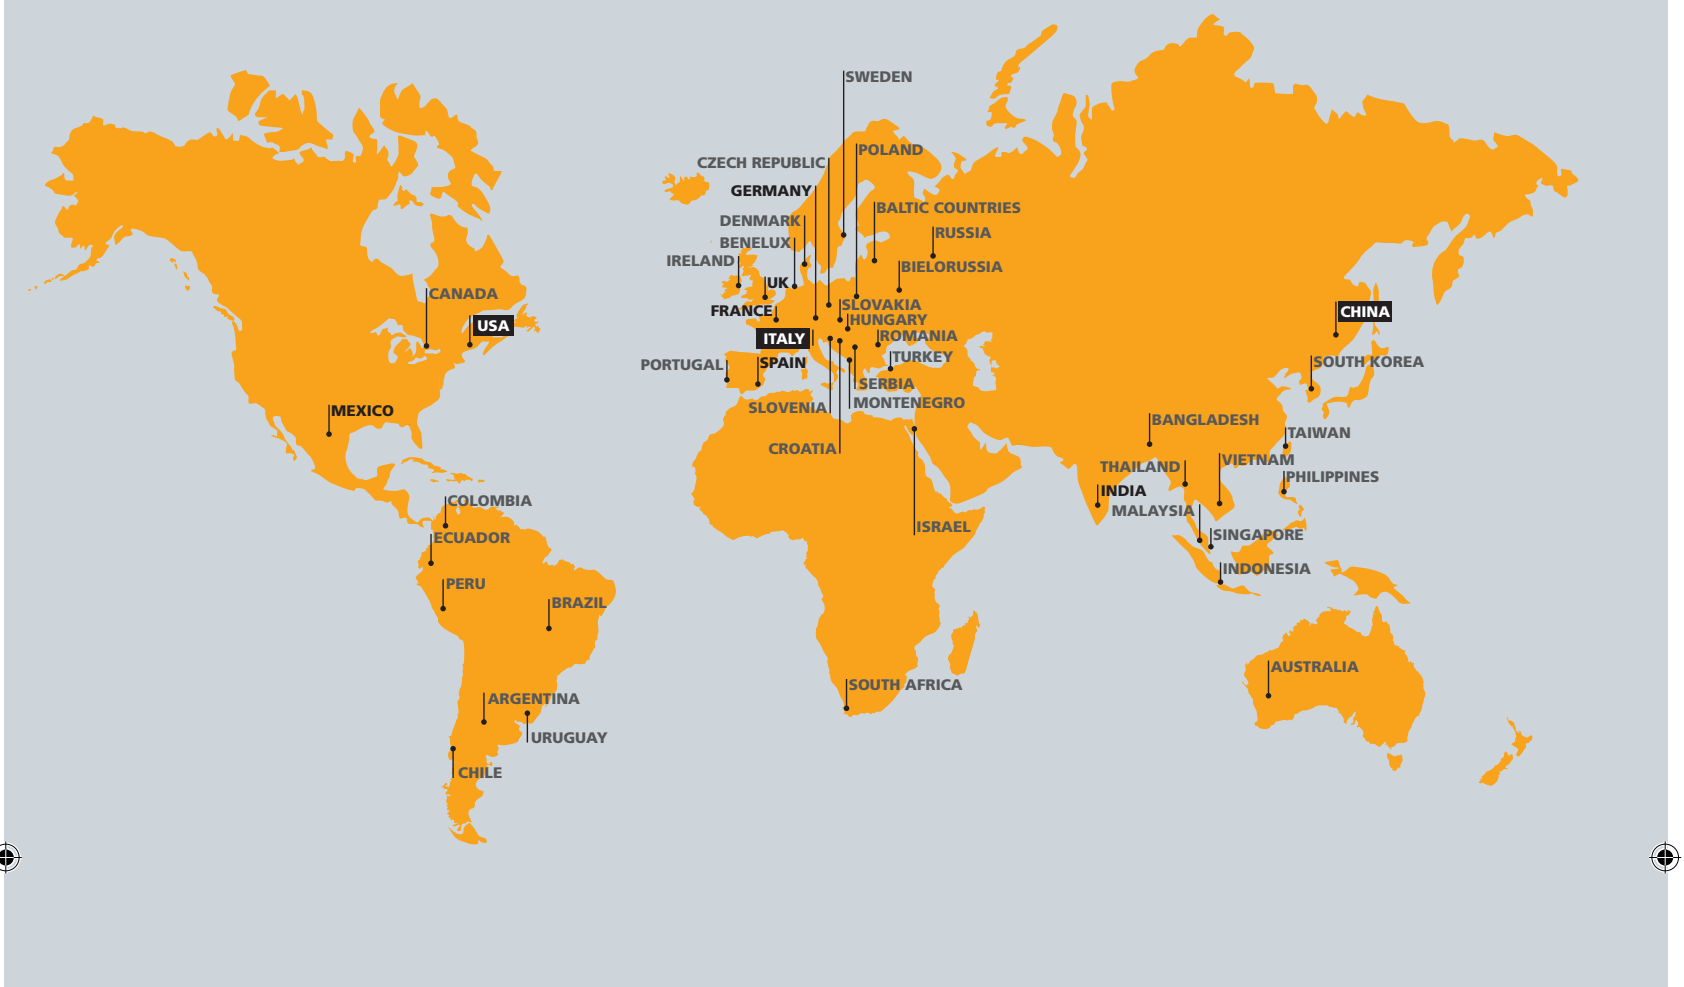 SWEDEN
POLAND
CZECH REPUBLIC
GERMANY
BALTIC COUNTRIES
DENMARK
RUSSIA
BENELUX
IRELAND
BIELORUSSIA
UK
CANADA
SLOVAKIA
FRANCE
CHINA
HUNGARY
USA
ROMANIA
ITALY
TURKEY
SOUTH KOREA
SPAIN
PORTUGAL
SERBIA
MONTENEGRO
SLOVENIA
MEXICO
BANGLADESH
TAIWAN
CROATIA
VIETNAM
THAILAND
PHILIPPINES
INDIA
COLOMBIA
MALAYSIA
ISRAEL
SINGAPORE
ECUADOR
INDONESIA
PERU
BRAZIL
AUSTRALIA
SOUTH AFRICA
ARGENTINA
URUGUAY
CHILE